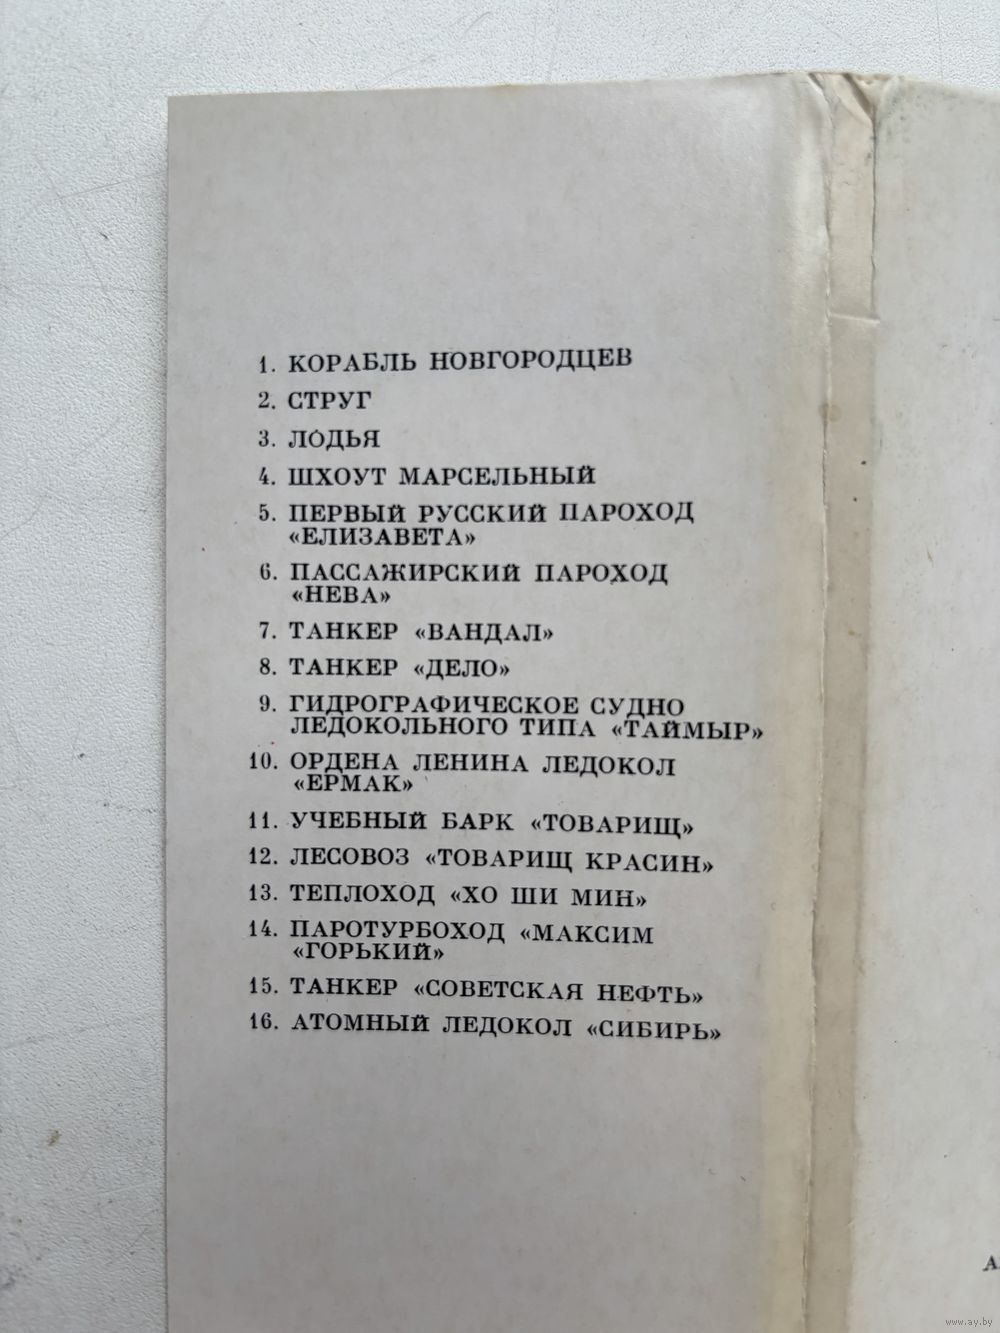 1. КОРАБЛЬ НОВГОРОДЦЕВ
2. СТРУГ
3. ЛОДЬЯ
4. ШХОУТ МАРСЕЛЬНЫЙ
5. ПЕРВЫЙ РУССКИЙ ПАРОХОД
«ЕЛИЗАВЕТА»
6. ПАССАЖИРСКИЙ ПАРОХОД
«НЕВА»
7. ТАНКЕР «ВАНДАЛ»
8. ТАНКЕР «ДЕЛО»
9. ГИДРОГРАФИЧЕСКОЕ СУДНО
ЛЕДОКОЛЬНОГО ТИПА «ТАЙМЫР»
10. ОРДЕНА ЛЕНИНА ЛЕДОКОЛ
«ЕРМАК»
11. УЧЕБНЫЙ БАРК «ТОВАРИЩ»
12. ЛЕСОВОЗ «ТОВАРИЩ КРАСИН»
13. ТЕПЛОХОД «ХО ШИ МИН»
14. ПАРОТУРБОХОД «МАКСИМ
«ГОРЬКИЙ»
15. ТАНКЕР «СОВЕТСКАЯ НЕФТЬ»
16. АТОМНЫЙ ЛЕДОКОЛ «СИБИРЬ»
www.ay.by